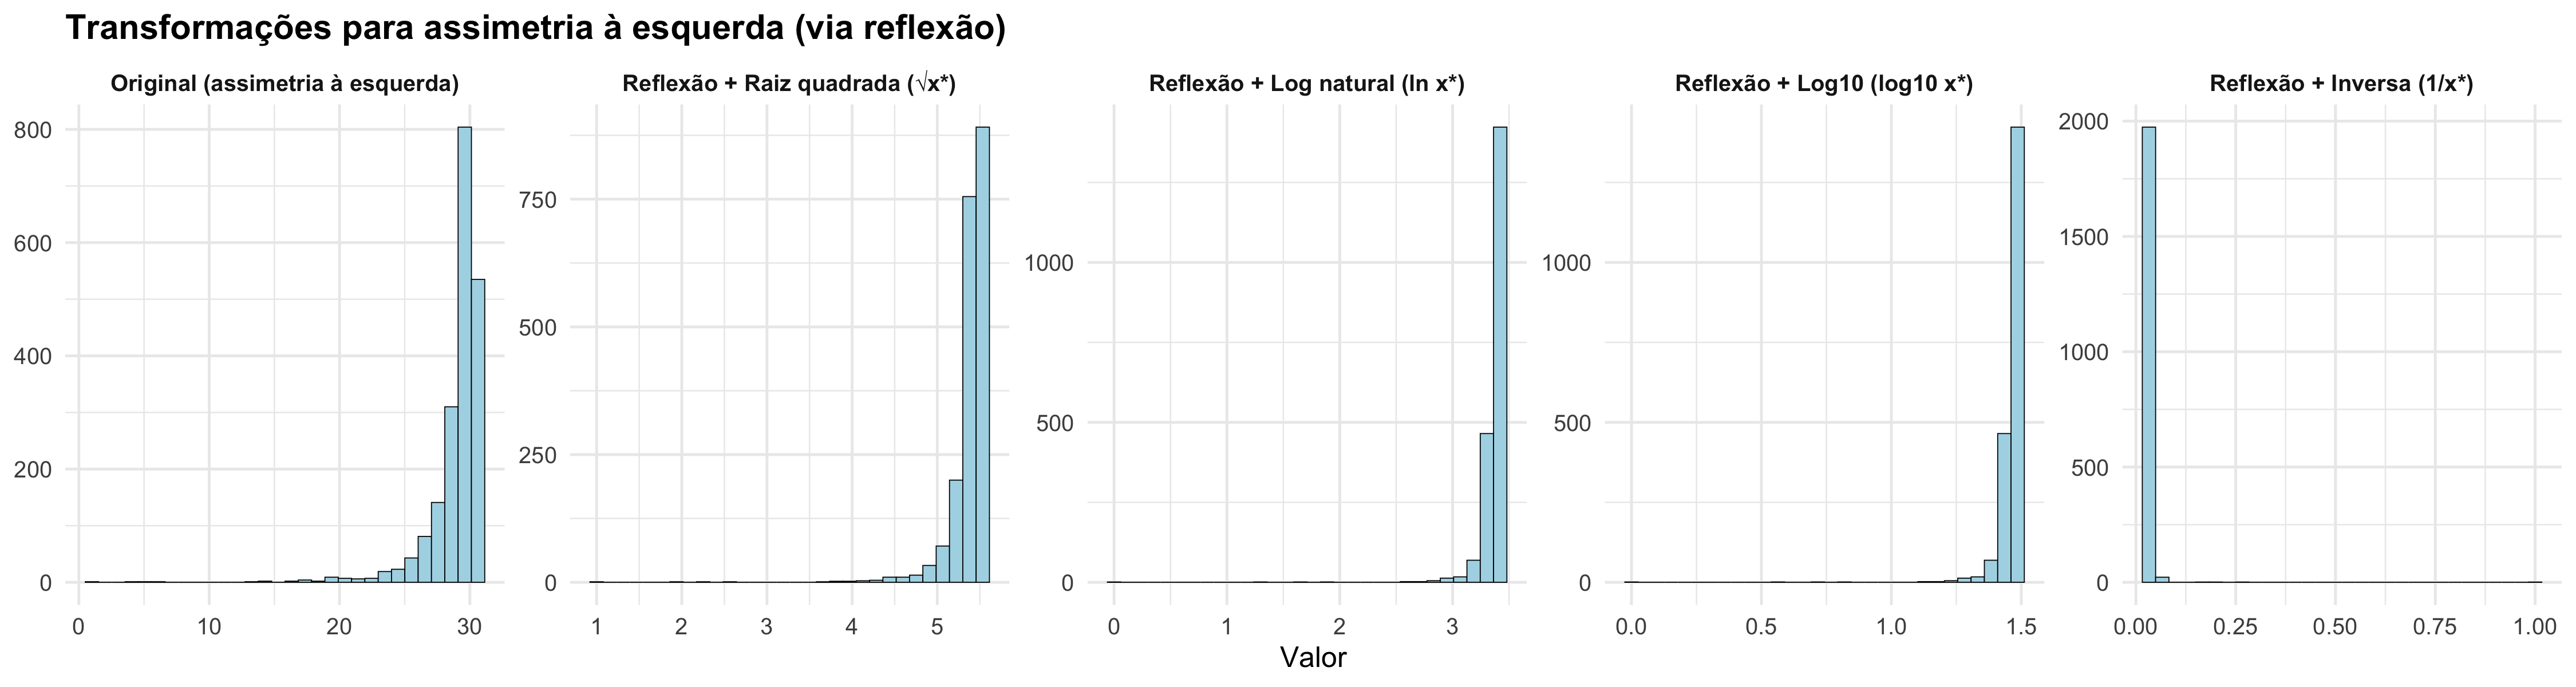 Transformações para assimetria à esquerda (via reflexão)
Original (assimetria à esquerda)
Reflexão + Raiz quadrada (√x*)
Reflexão + Log natural (ln x*)
Reflexão + Log10 (log10 x*)
Reflexão + Inversa (1/x*)
800
600
400
200
0
750
500
250
0
1000
500
0
1000
500
0
2000
1500
1000
500
0
0 10 20 30
1 2 3 4 5
0 1 2 3
0.0 0.5 1.0 1.5
0.00 0.25 0.50 0.75 1.00
Valor